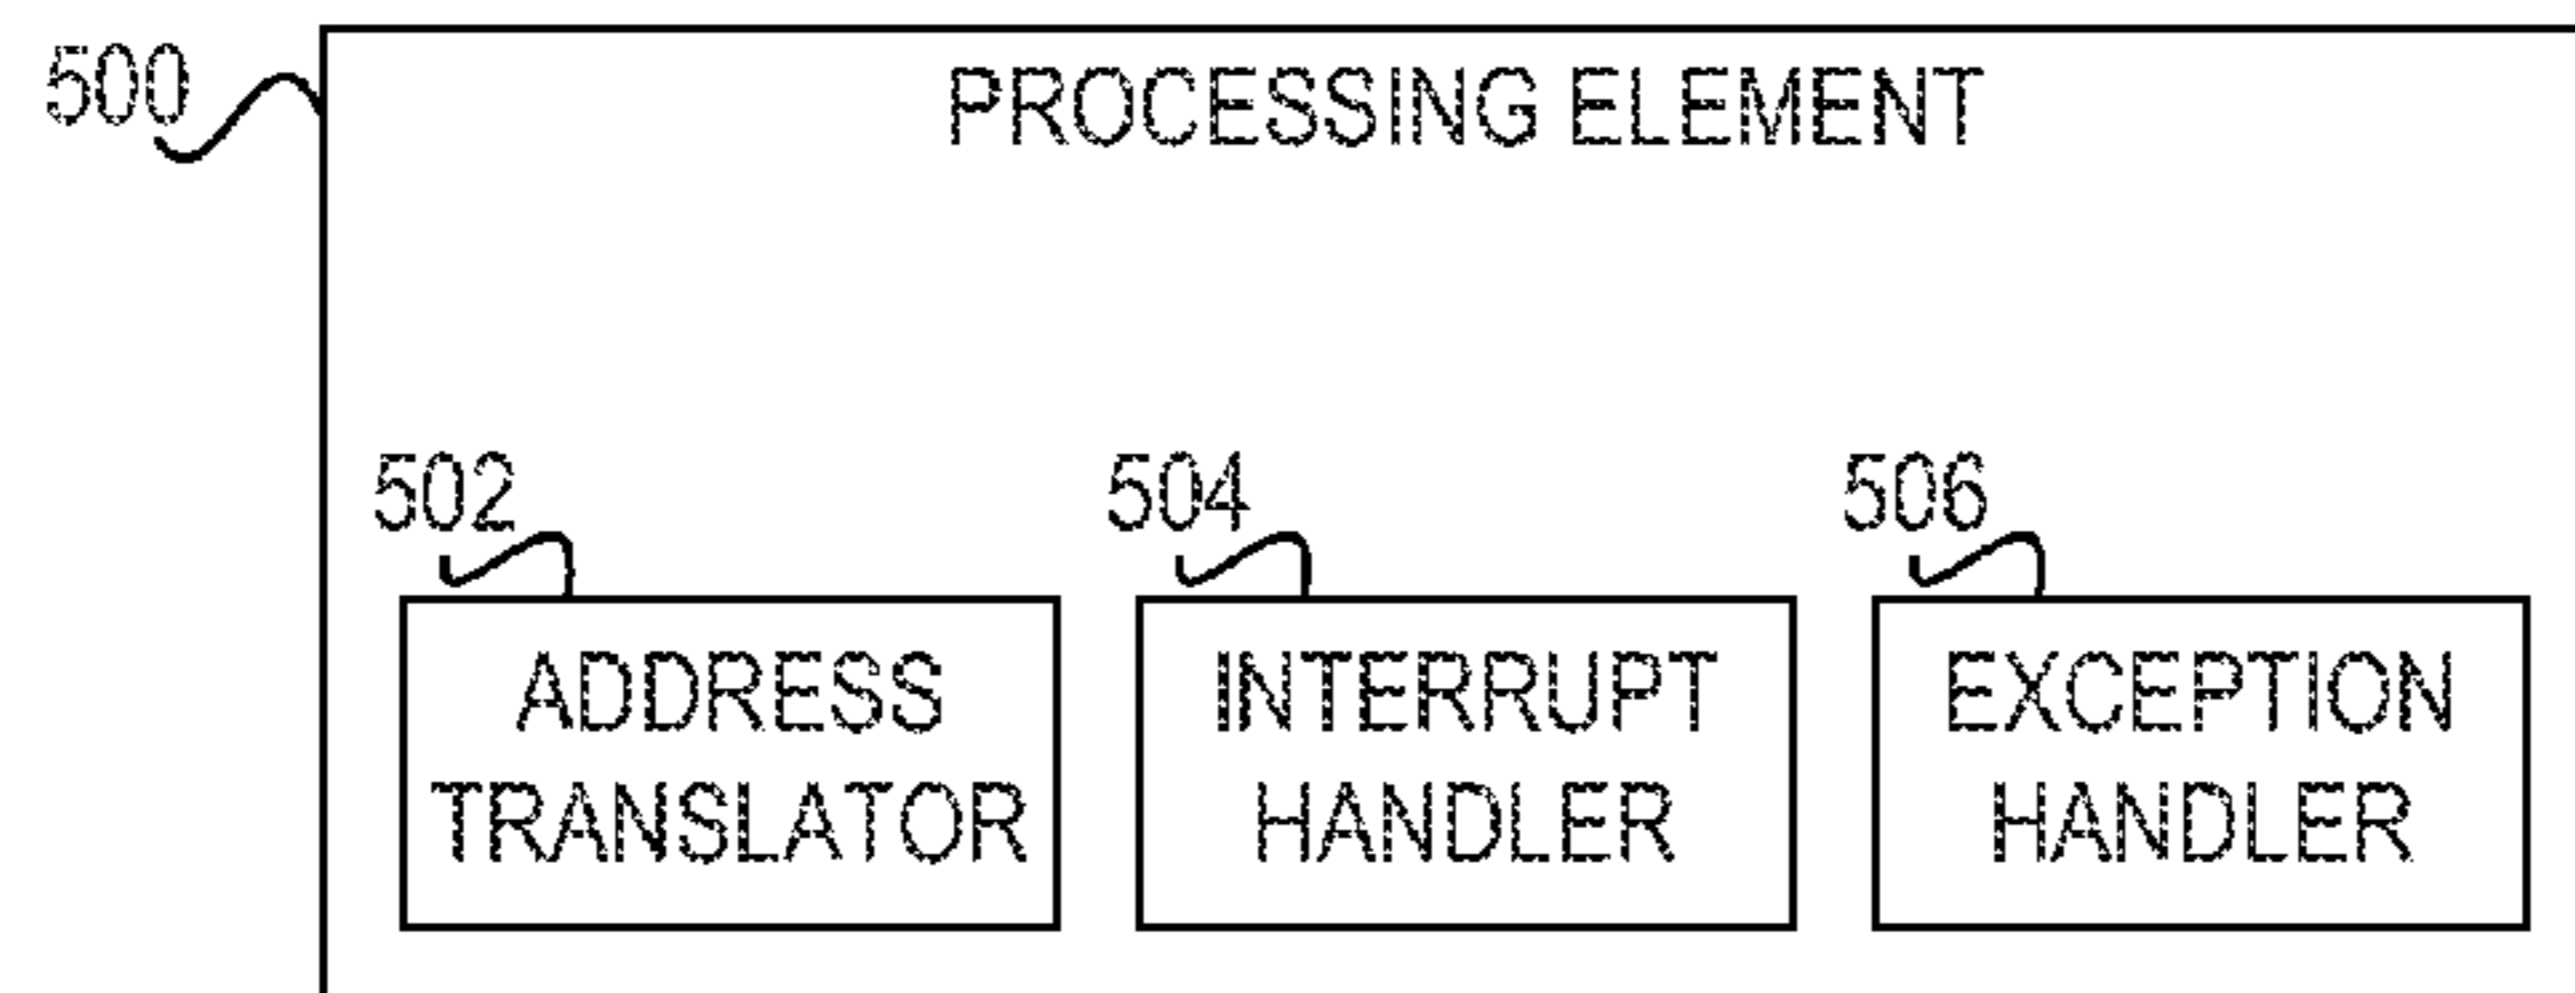 500
PROCESSING ELEMENT
502
504
506
ADDRESS
TRANSLATOR
INTERRUPT
HANDLER
EXCEPTION
HANDLER